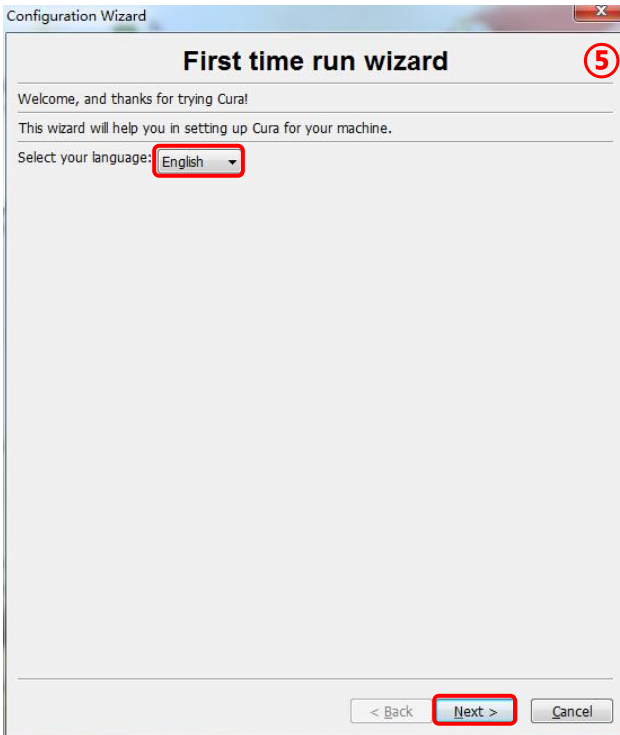 Configuration Wizard
First time run wizard
⑤
Welcome, and thanks for trying Cura!
This wizard will help you in setting up Cura for your machine.
Select your language: English
< Back Next > Cancel